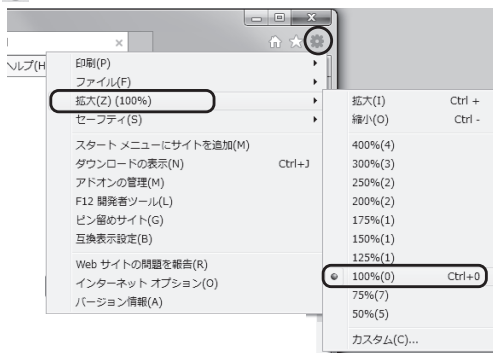 ヘルプ(H
印刷(P)
ファイル(F)
拡大(Z) (100%)
セーフティ(S)
スタート メニューにサイトを追加(M)
ダウンロードの表示(N) Ctrl+J
アドオンの管理(M)
F12 開発者ツール(L)
ピン留めサイト(G)
互換表示設定(B)
Web サイトの問題を報告(R)
インターネット オプション(O)
バージョン情報(A)
拡大(I) Ctrl +
縮小(O) Ctrl -
400%(4)
300%(3)
250%(2)
200%(2)
175%(1)
150%(1)
125%(1)
100%(0) Ctrl+0
75%(7)
50%(5)
カスタム(C)...